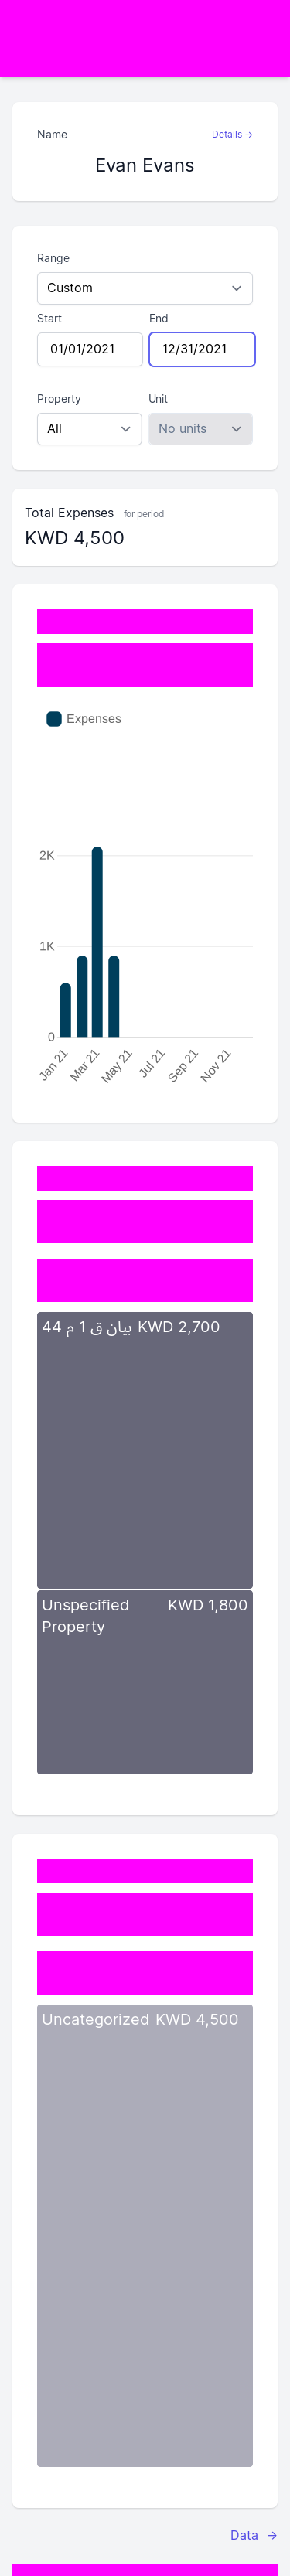 Name
Details →
Evan Evans
Range
Custom
Start
End
01/01/2021
12/31/2021
Property
Unit
All
No units
Total Expenses for period
KWD 4,500
Expenses
2K
1K
0
Jan 21
Mar 21
May 21
Jul 21
Sep 21
Nov 21
بيان ق 1 م 44 KWD 2,700
Unspecified Property KWD 1,800
Uncategorized KWD 4,500
Data →